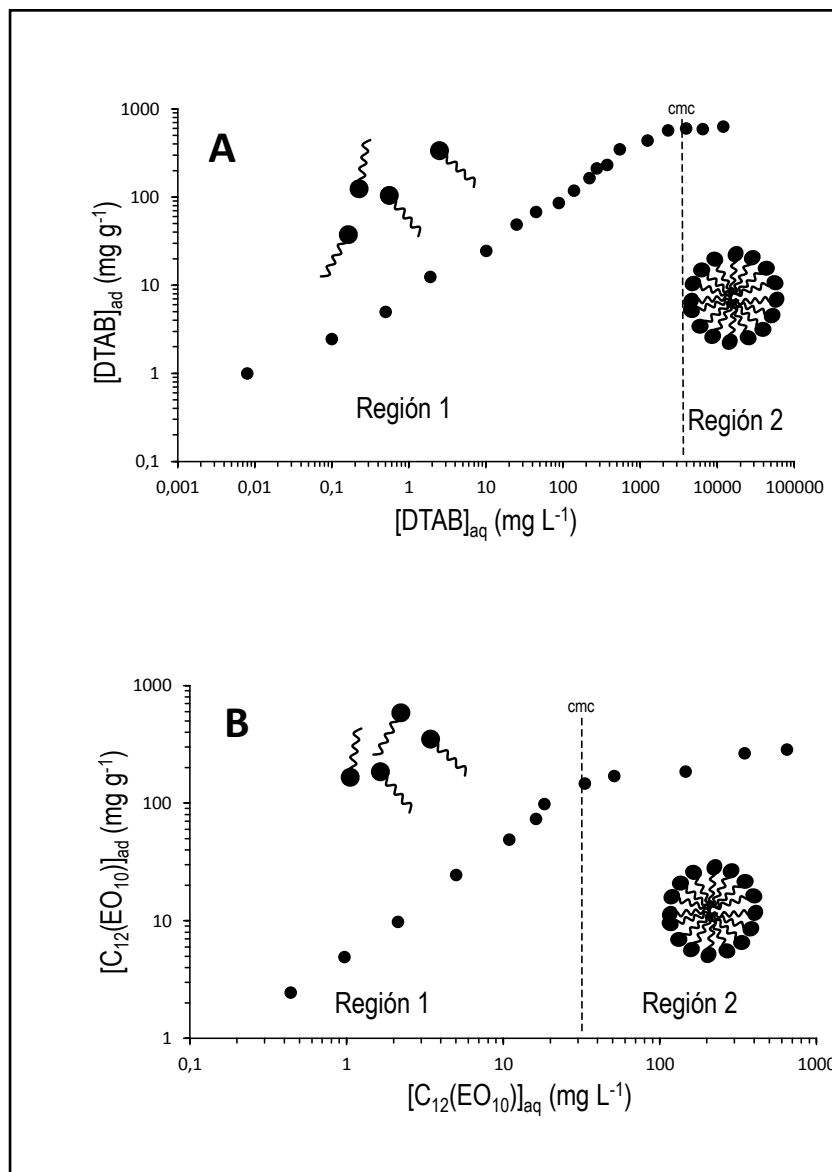 cmc
1000
A
100
[DTAB]ad (mg g-1)
10
1
Región 1
Región 2
0,1
0,001 0,01 0,1 1 10 100 1000 10000 100000
[DTAB]aq (mg L-1)
1000
cmc
B
100
[C12(EO10)]ad (mg g-1)
10
Región 1
Región 2
1
0,1 1 10 100 1000
[C12(EO10)]aq (mg L-1)